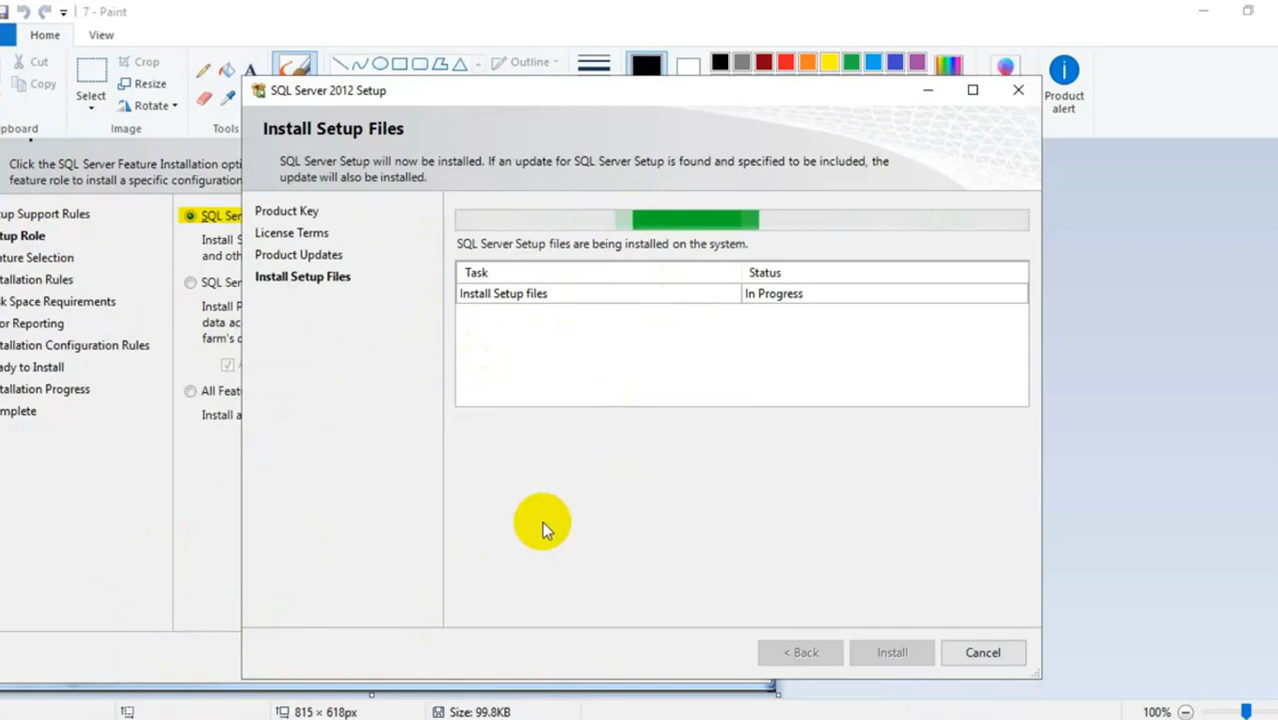 7 - Paint
Home View
Cut
Copy
Select
Crop
Resize
Rotate
Outline
Product
alert
pboard
Image
Tools
SQL Server 2012 Setup
Install Setup Files
SQL Server Setup will now be installed. If an update for SQL Server Setup is found and specified to be included, the
update will also be installed.
Click the SQL Server Feature Installation opti
feature role to install a specific configuration
Product Key
License Terms
Product Updates
Install Setup Files
SQL Server Setup files are being installed on the system.
Task Status
Install Setup files In Progress
up Support Rules
tup Role
ature Selection
tallation Rules
k Space Requirements
or Reporting
tallation Configuration Rules
ady to Install
tallation Progress
mplete
SQL Ser
Install S
and oth
SQL Ser
Install P
data ac
farm's c
A
All Feat
Install a
< Back Install Cancel
815 × 618px
Size: 99.8KB
100%